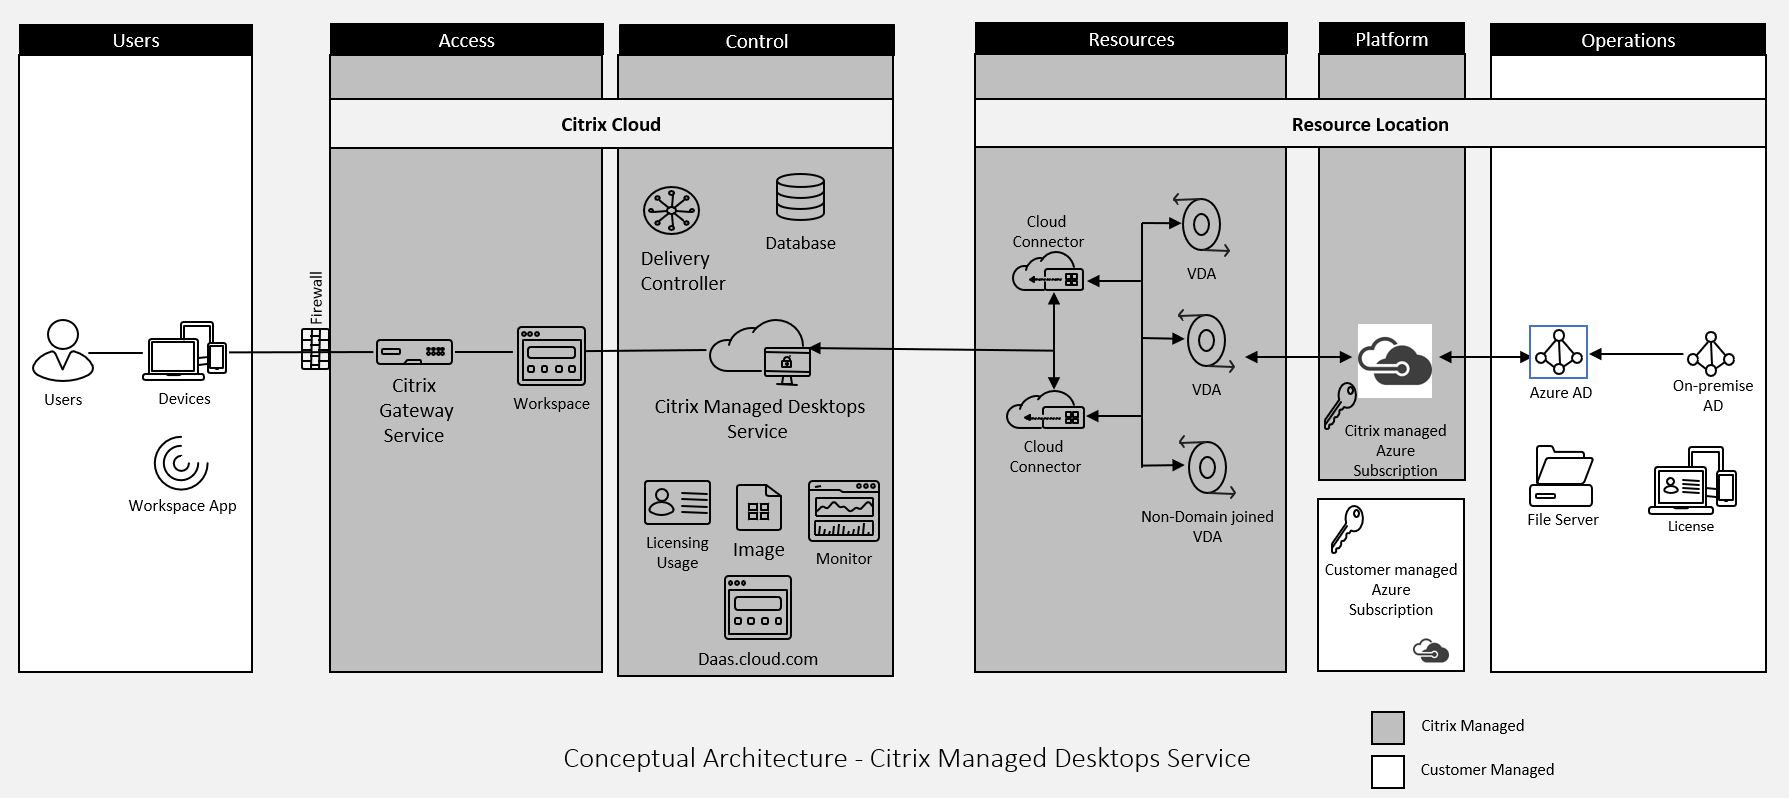 Users
Access
Control
Resources
Platform
Operations
Citrix Cloud
Resource Location
Firewall
Users
Devices
Workspace App
Citrix
Gateway
Service
Workspace
Delivery
Controller
Database
Citrix Managed Desktops
Service
Licensing
Usage
Image
Monitor
Daas.cloud.com
Cloud
Connector
Cloud
Connector
VDA
VDA
Non-Domain joined
VDA
Citrix managed
Azure
Subscription
Customer managed
Azure
Subscription
Azure AD
On-premise
AD
File Server
License
Conceptual Architecture - Citrix Managed Desktops Service
Citrix Managed
Customer Managed